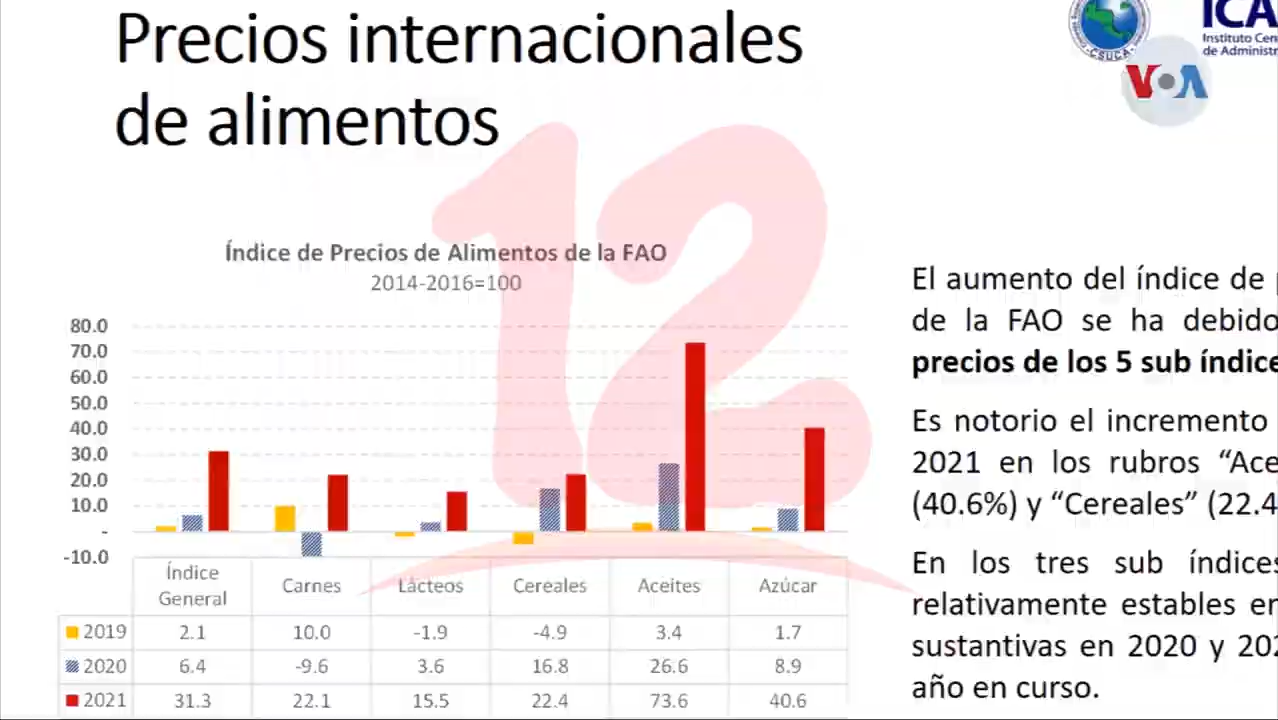 Precios internacionales
de alimentos
CSUCA
ICA
Instituto Cen
de Administr
VOA
12
Índice de Precios de Alimentos de la FAO
2014-2016=100
80.0
70.0
60.0
50.0
40.0
30.0
20.0
10.0
-
-10.0
Índice General Carnes Lácteos Cereales Aceites Azúcar
2019 2.1 10.0 -1.9 -4.9 3.4 1.7
2020 6.4 -9.6 3.6 16.8 26.6 8.9
2021 31.3 22.1 15.5 22.4 73.6 40.6
El aumento del índice de
de la FAO se ha debido
precios de los 5 sub índice
Es notorio el incremento
2021 en los rubros “Ace
(40.6%) y “Cereales” (22.4
En los tres sub índices
relativamente estables en
sustantivas en 2020 y 202
año en curso.